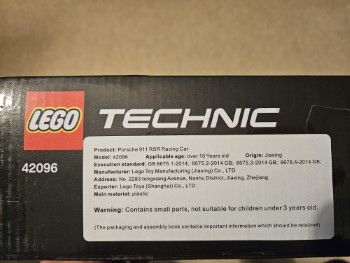 LEGO TECHNIC
42096
Product: Porsche 911 RSR Racing Car
Model: 42096 Applicable age: over 10 Years old Origin: Jiaxing
Execution standard: GB 6675.1-2014; 6675.2-2014 GB; 6675.3-2014 GB; 6675.4-2014 GB;
Manufacturer: Lego Toy Manufacturing (Jiaxing) Co., LTD
Address: No. 2263 tengxiang Avenue, Nanhu District, Jiaxing, Zhejiang
Exporter: Lego Toys (Shanghai) Co., LTD
Main material: plastic
Warning: Contains small parts, not suitable for children under 3 years old.
(The packaging and assembly book contains important information which should be retained)